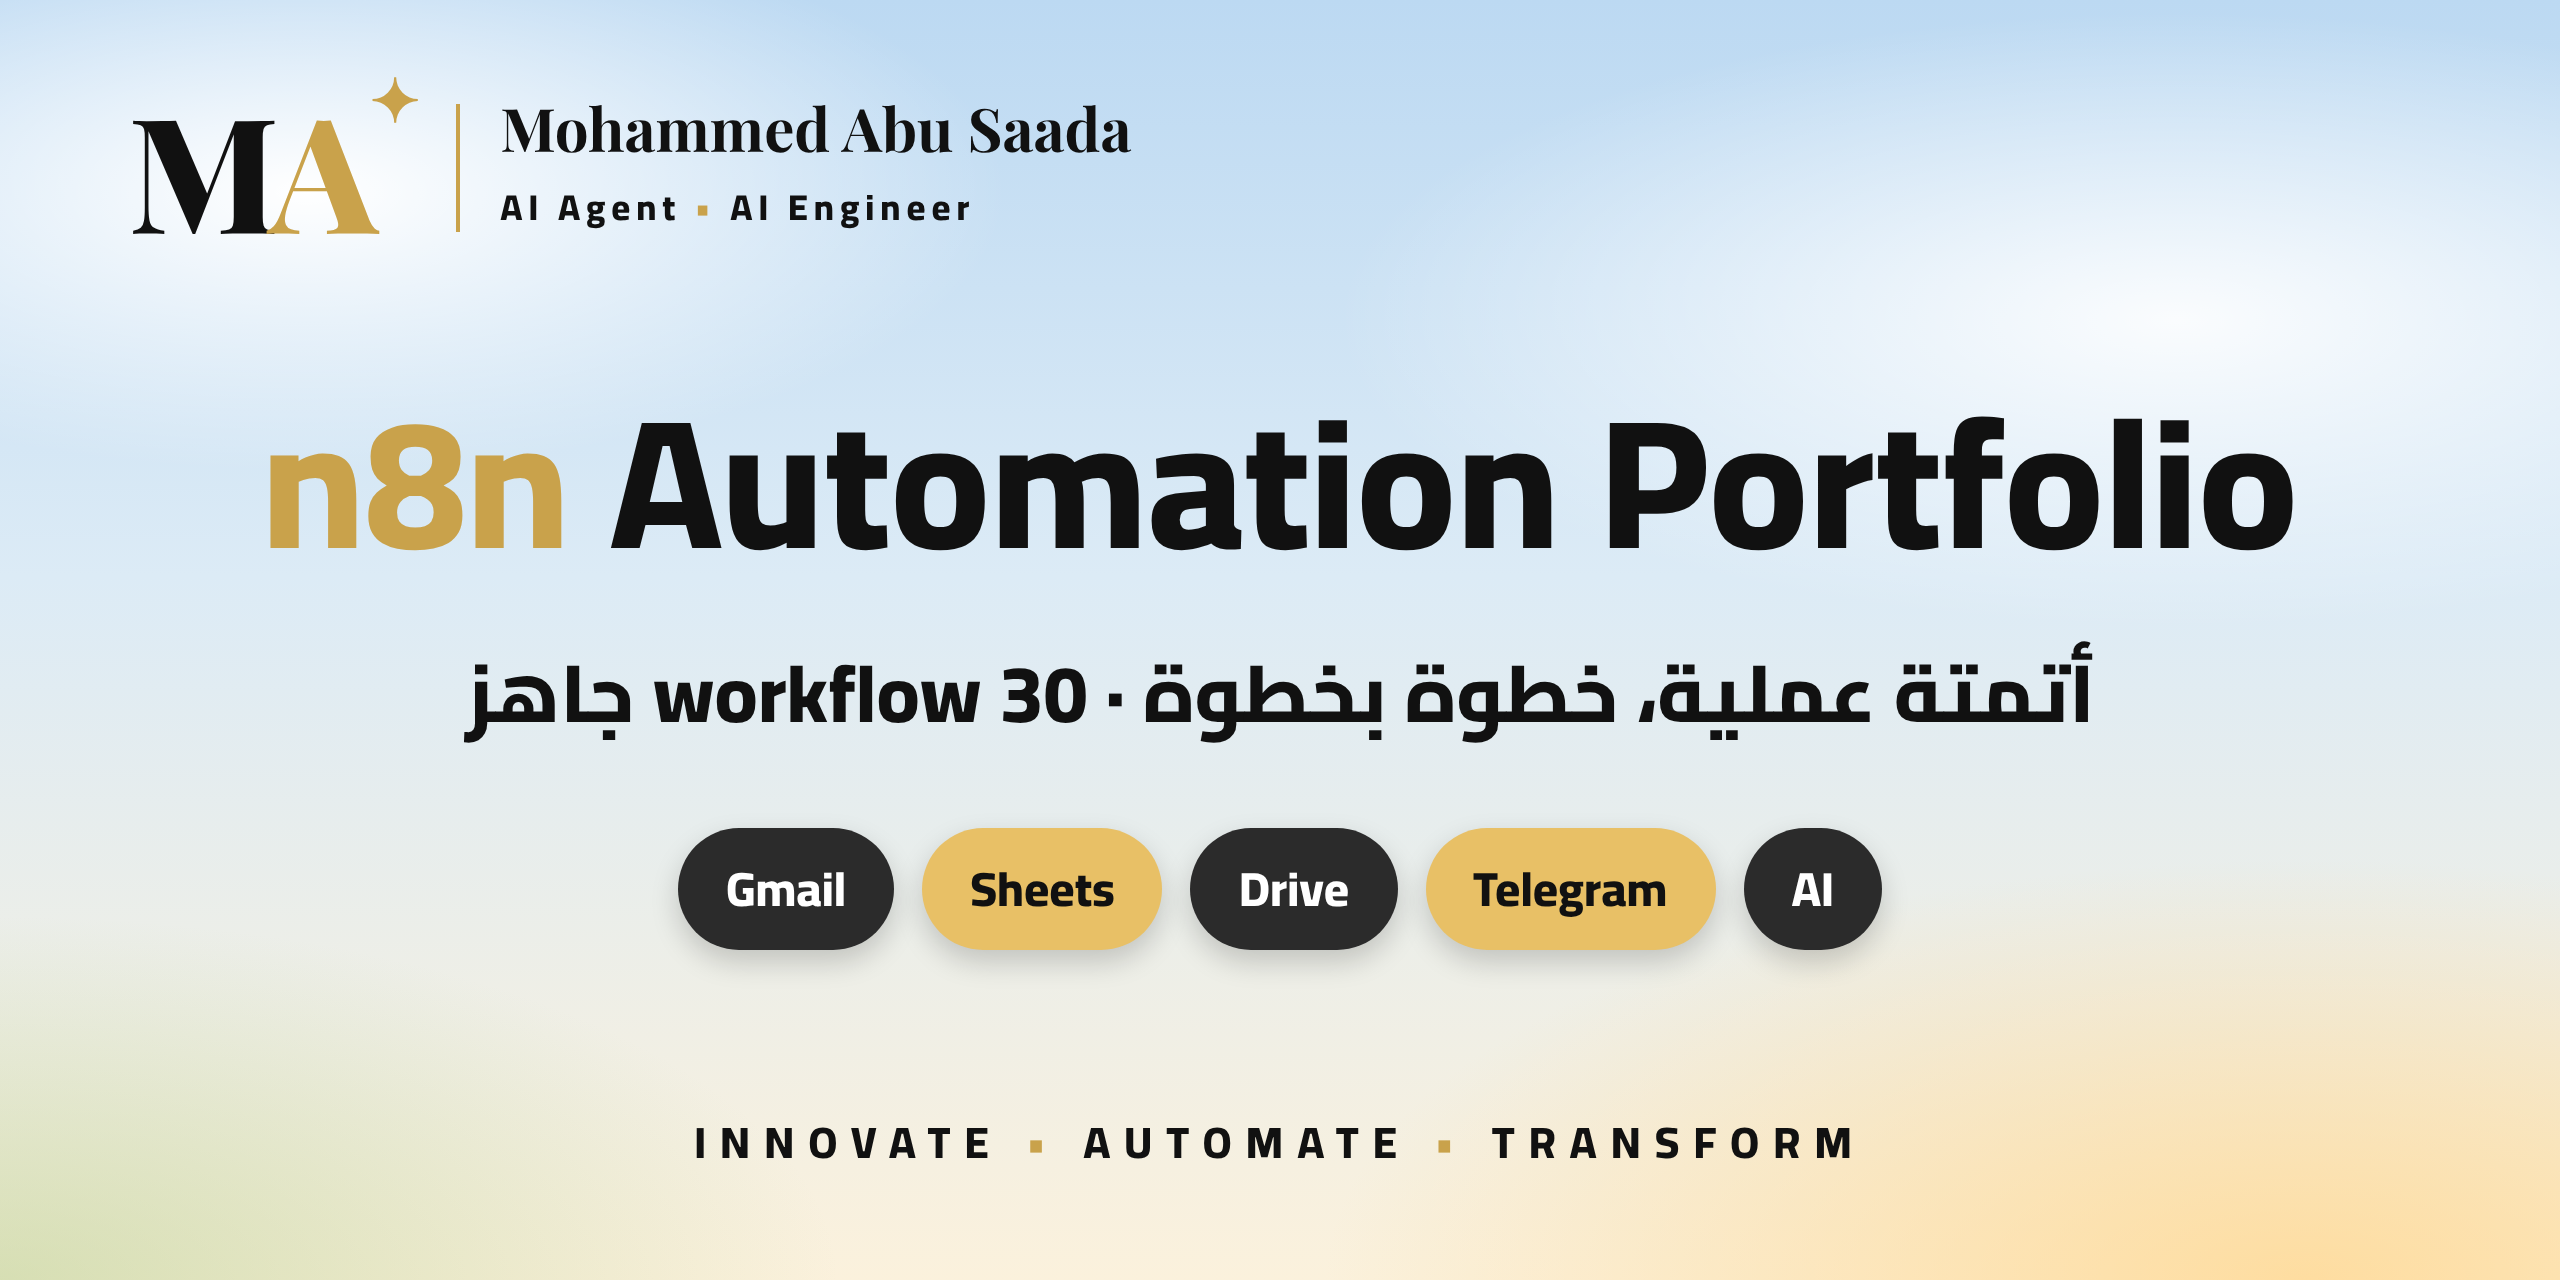 MA
Mohammed Abu Saada
AI Agent ▪ AI Engineer
n8n Automation Portfolio
أتمتة عملية، خطوة بخطوة · 30 workflow جاهز
Gmail Sheets Drive Telegram AI
INNOVATE ▪ AUTOMATE ▪ TRANSFORM